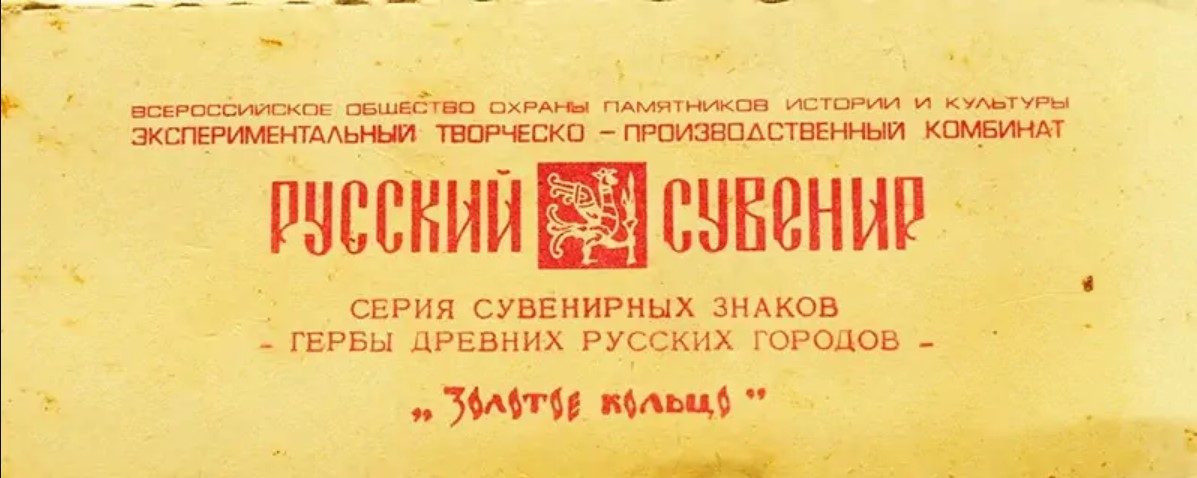 ВСЕРОССИЙСКОЕ ОБЩЕСТВО ОХРАНЫ ПАМЯТНИКОВ ИСТОРИИ И КУЛЬТУРЫ
ЭКСПЕРИМЕНТАЛЬНЫЙ ТВОРЧЕСКО – ПРОИЗВОДСТВЕННЫЙ КОМБИНАТ
РУССКИЙ СУВЕНИР
СЕРИЯ СУВЕНИРНЫХ ЗНАКОВ
– ГЕРБЫ ДРЕВНИХ РУССКИХ ГОРОДОВ –
„ Золотое кольцо ”